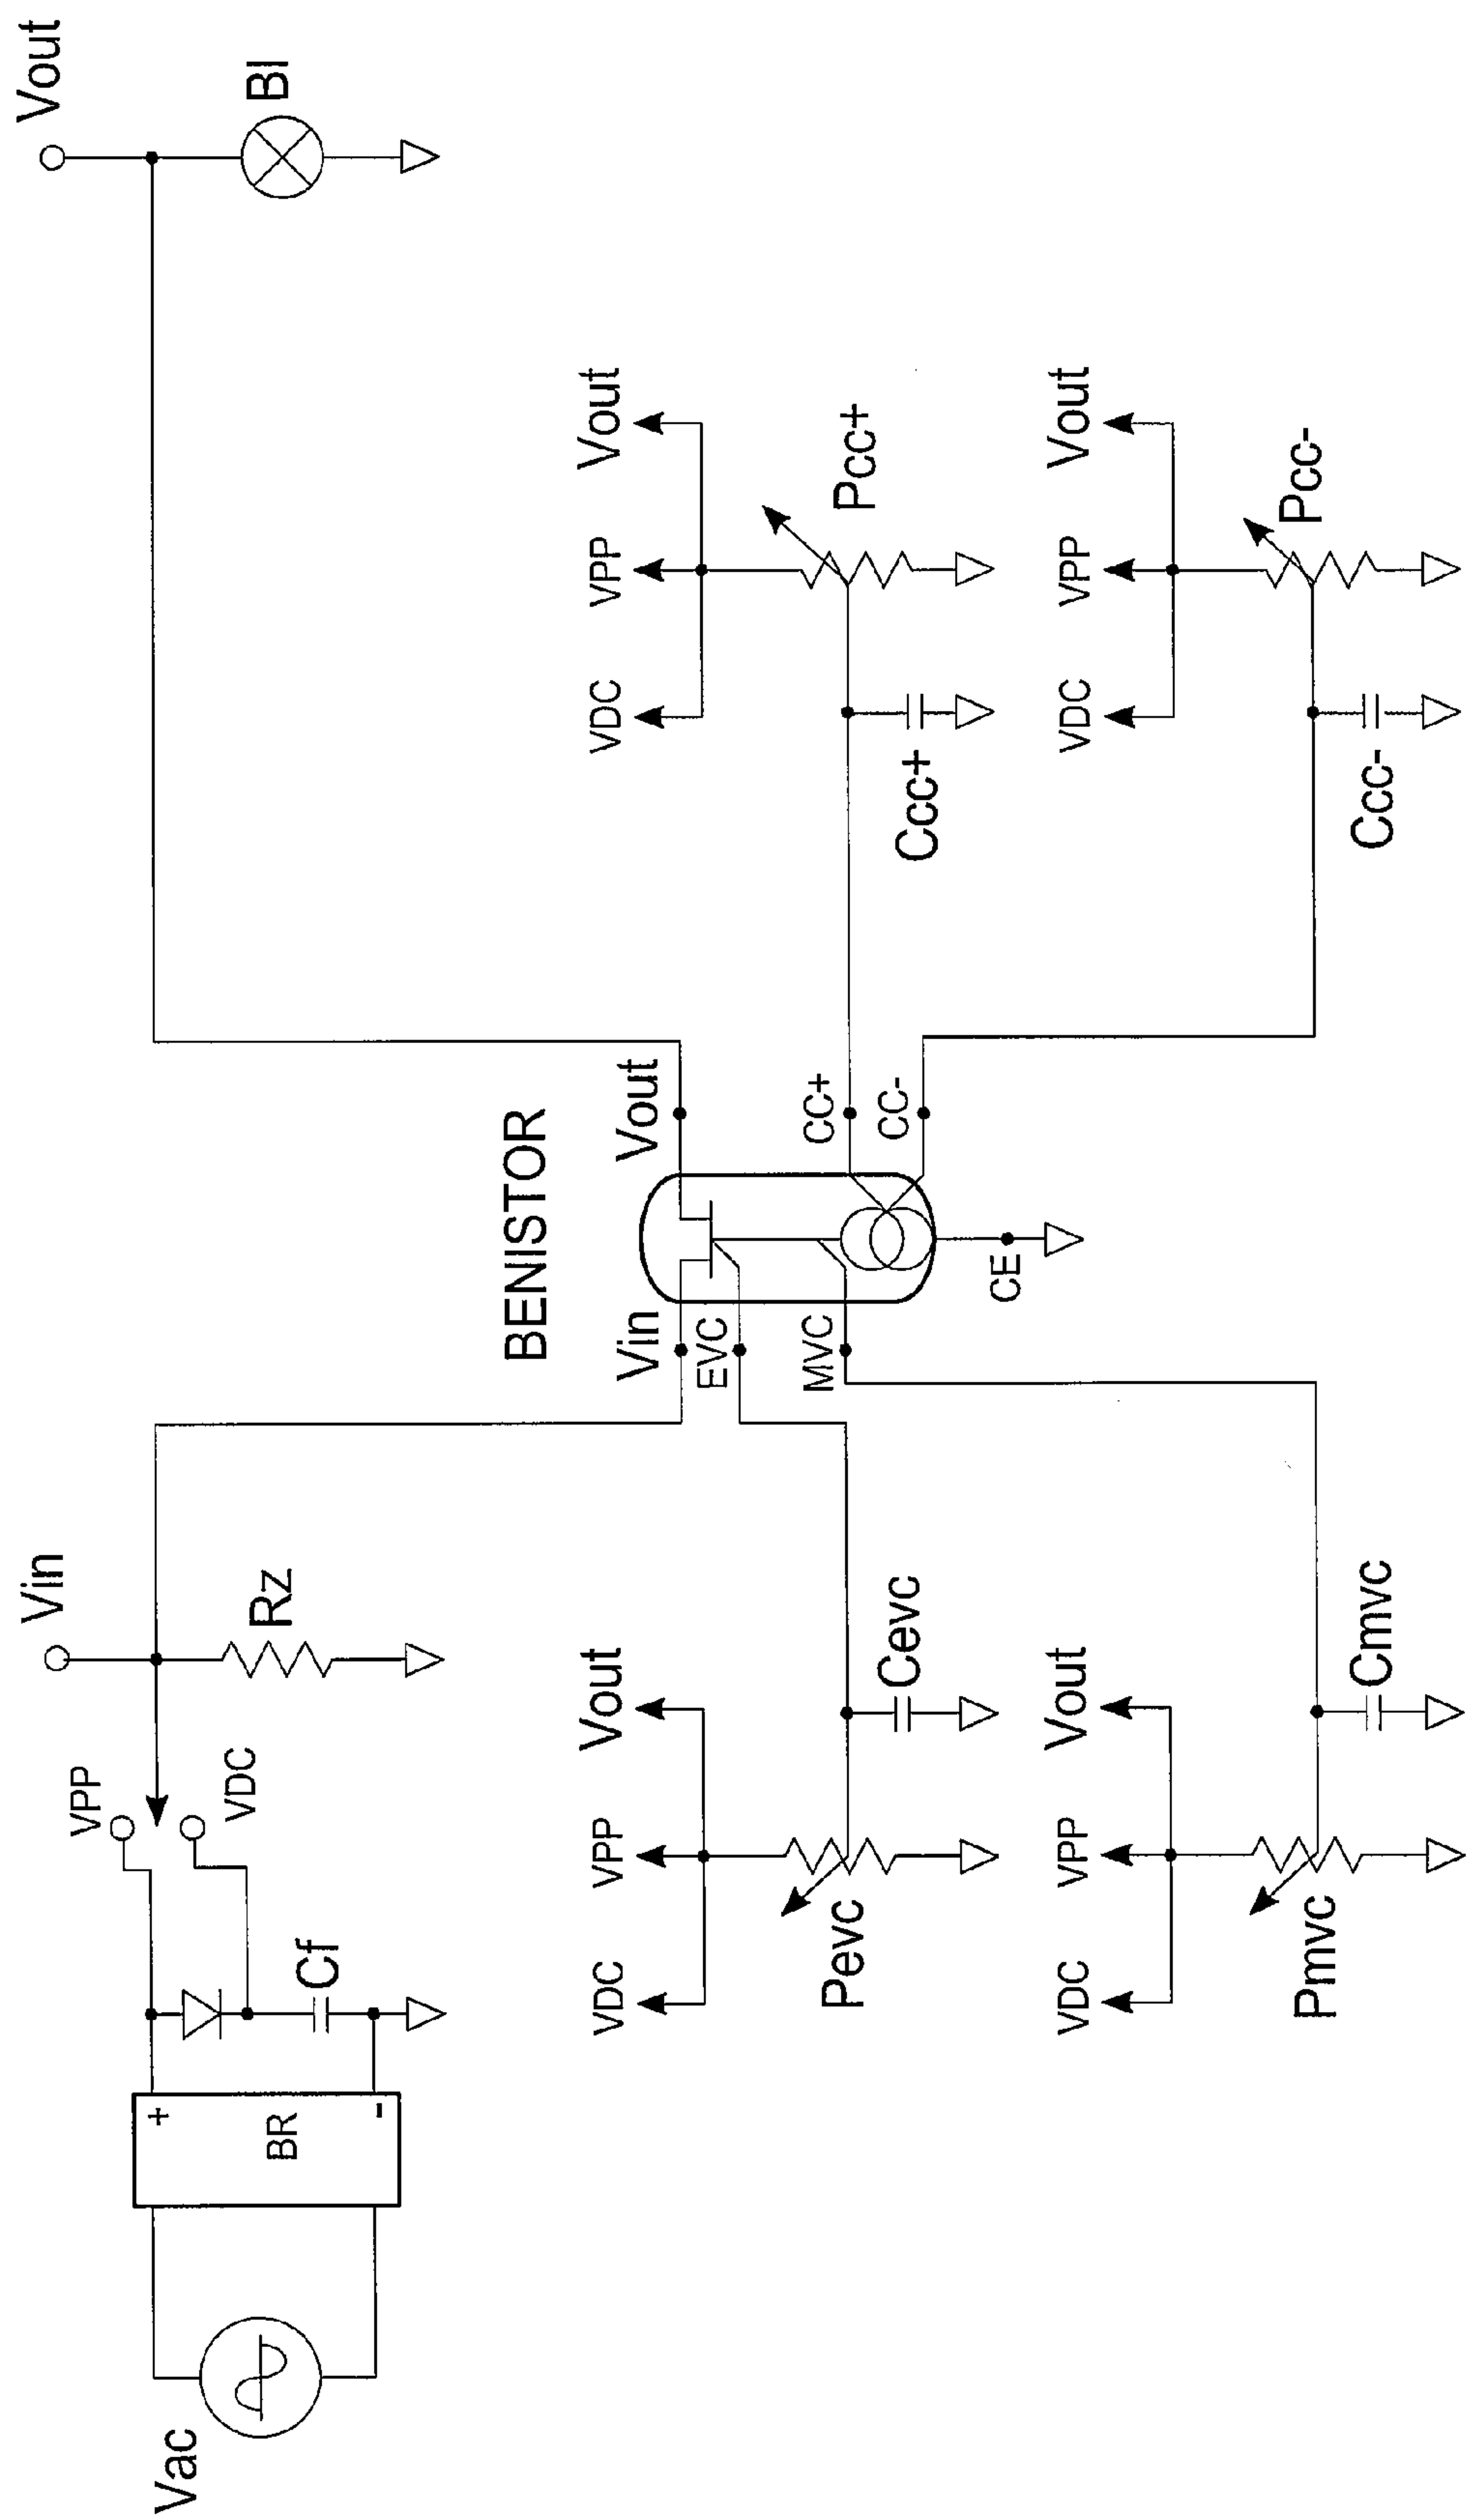 Vin
Vout
VPP
VDC
Rz
Bl
Vac
+
BR
-
Cf
BENISTOR
Vin
Vout
EVC
MVC
CC+
CC-
CE
VDC
VPP
Vout
Pevc
Cevc
VDC
VPP
Vout
Pcc+
Ccc+
VDC
VPP
Vout
Pmvc
Cmvc
VDC
VPP
Vout
Pcc-
Ccc-